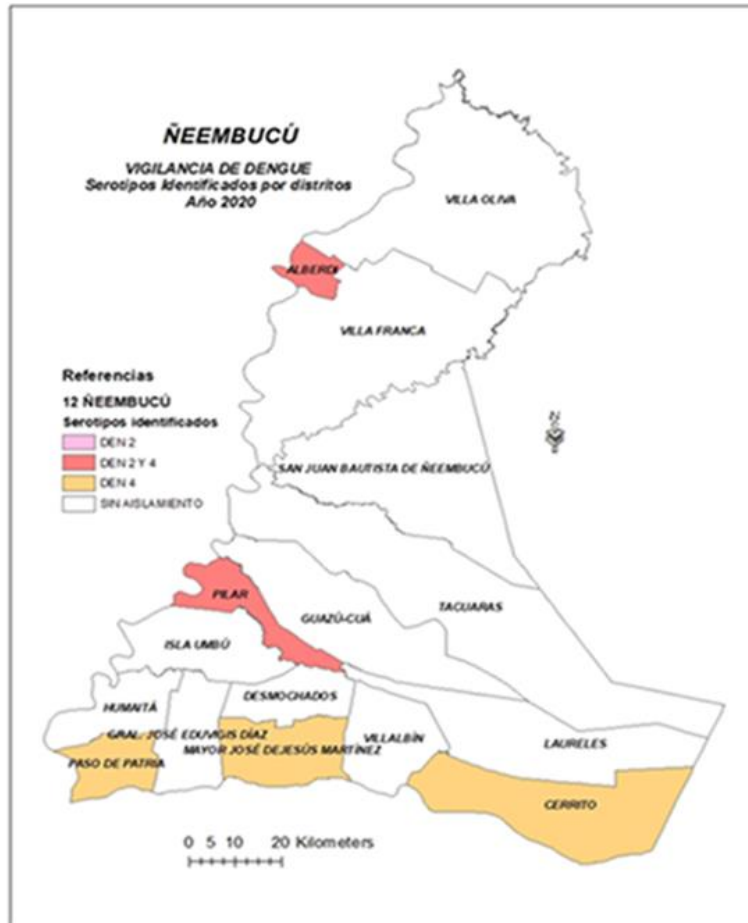 ÑEEMBUCÚ
VIGILANCIA DE DENGUE
Serotipos Identificados por distritos
Año 2020
VILLA OLIVA
ALBERDI
VILLA FRANCA
Referencias
12 ÑEEMBUCÚ
Serotipos identificados
DEN 2
DEN 2 Y 4
DEN 4
SIN AISLAMIENTO
N
SAN JUAN BAUTISTA DE ÑEEMBUCÚ
PILAR
GUAZÚ-CUÁ
TACUARAS
ISLA UMBÚ
HUMAITÁ
DESMOCHADOS
GRAL. JOSÉ EDUVIGIS DÍAZ
VILLALBÍN
LAURELES
PASO DE PATRIA
MAYOR JOSÉ DEJESÚS MARTÍNEZ
CERRITO
0 5 10 20 Kilometers